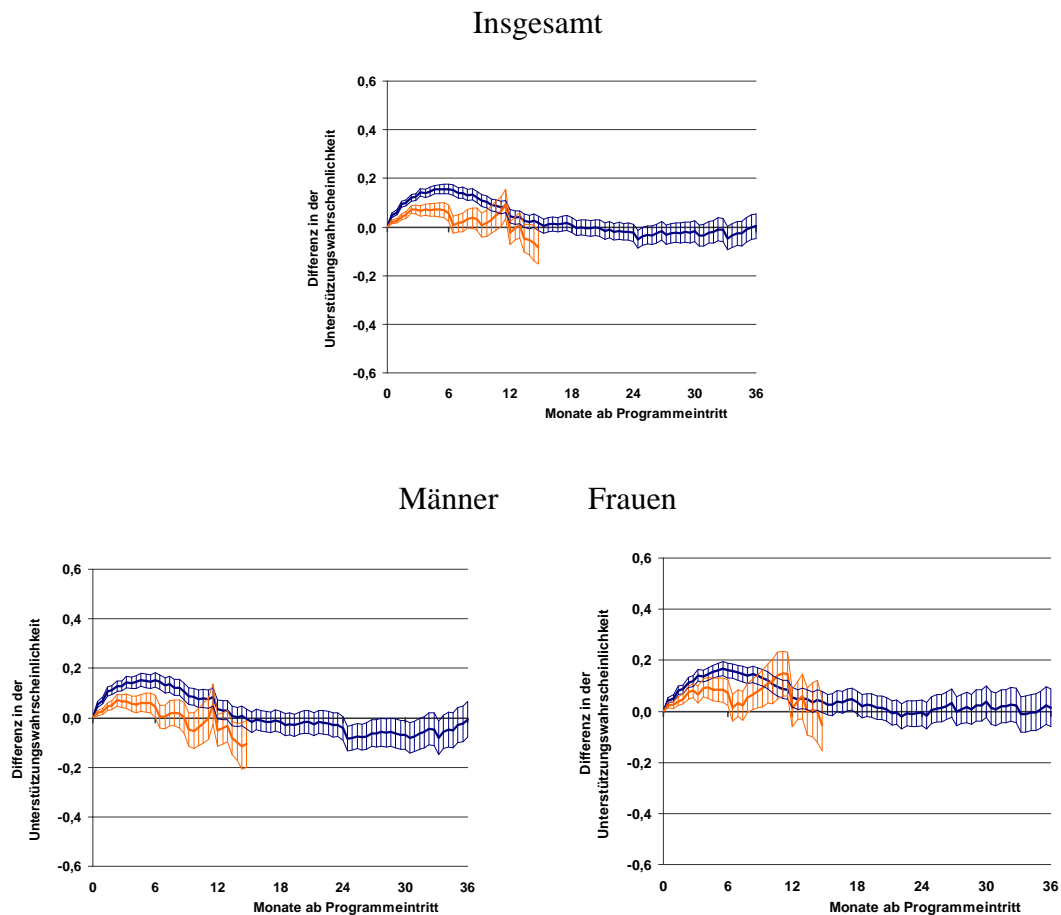 Insgesamt
Differenz in der
Unterstützungswahrscheinlichkeit
0,6
0,4
0,2
0,0
-0,2
-0,4
-0,6
0 6 12 18 24 30 36
Monate ab Programmeintritt
Männer Frauen
Differenz in der
Unterstützungswahrscheinlichkeit
0,6
0,4
0,2
0,0
-0,2
-0,4
-0,6
0 6 12 18 24 30 36
Monate ab Programmeintritt
Differenz in der
Unterstützungswahrscheinlichkeit
0,6
0,4
0,2
0,0
-0,2
-0,4
-0,6
0 6 12 18 24 30 36
Monate ab Programmeintritt